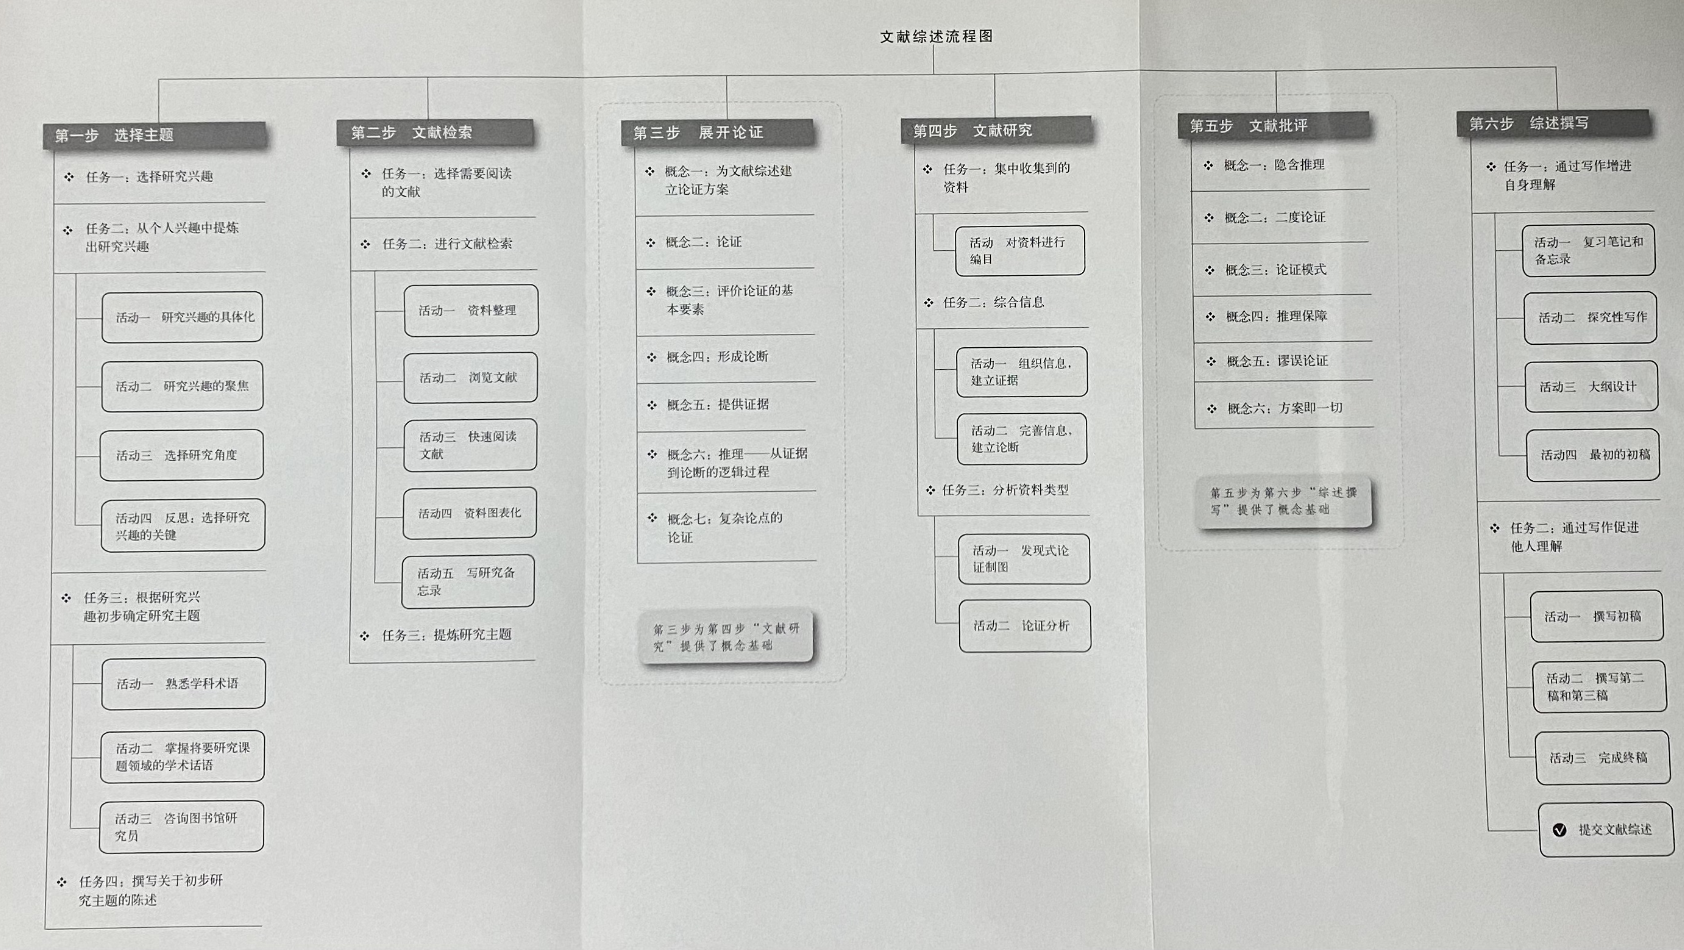 文献综述流程图
第一步 选择主题
任务一：选择研究兴趣
任务二：从个人兴趣中提炼
出研究兴趣
活动一 研究兴趣的具体化
活动二 研究兴趣的聚焦
活动三 选择研究角度
活动四 反思：选择研究
兴趣的关键
任务三：根据研究兴
趣初步确定研究主题
活动一 熟悉学科术语
活动二 掌握将要研究课
题领域的学术话语
活动三 咨询图书馆研
究员
任务四：撰写关于初步研
究主题的陈述
第二步 文献检索
任务一：选择需要阅读
的文献
任务二：进行文献检索
活动一 资料整理
活动二 浏览文献
活动三 快速阅读
文献
活动四 资料图表化
活动五 写研究备
忘录
任务三：提炼研究主题
第三步 展开论证
概念一：为文献综述建
立论证方案
概念二：论证
概念三：评价论证的基
本要素
概念四：形成论断
概念五：提供证据
概念六：推理——从证据
到论断的逻辑过程
概念七：复杂论点的
论证
第三步为第四步“文献研
究”提供了概念基础
第四步 文献研究
任务一：集中收集到的
资料
活动 对资料进行
编目
任务二：综合信息
活动一 组织信息，
建立证据
活动二 完善信息，
建立论断
任务三：分析资料类型
活动一 发现式论
证制图
活动二 论证分析
第五步 文献批评
概念一：隐含推理
概念二：二度论证
概念三：论证模式
概念四：推理保障
概念五：谬误论证
概念六：方案即一切
第五步为第六步“综述撰
写”提供了概念基础
第六步 综述撰写
任务一：通过写作增进
自身理解
活动一 复习笔记和
备忘录
活动二 探究性写作
活动三 大纲设计
活动四 最初的初稿
任务二：通过写作促进
他人理解
活动一 撰写初稿
活动二 撰写第二
稿和第三稿
活动三 完成终稿
提交文献综述